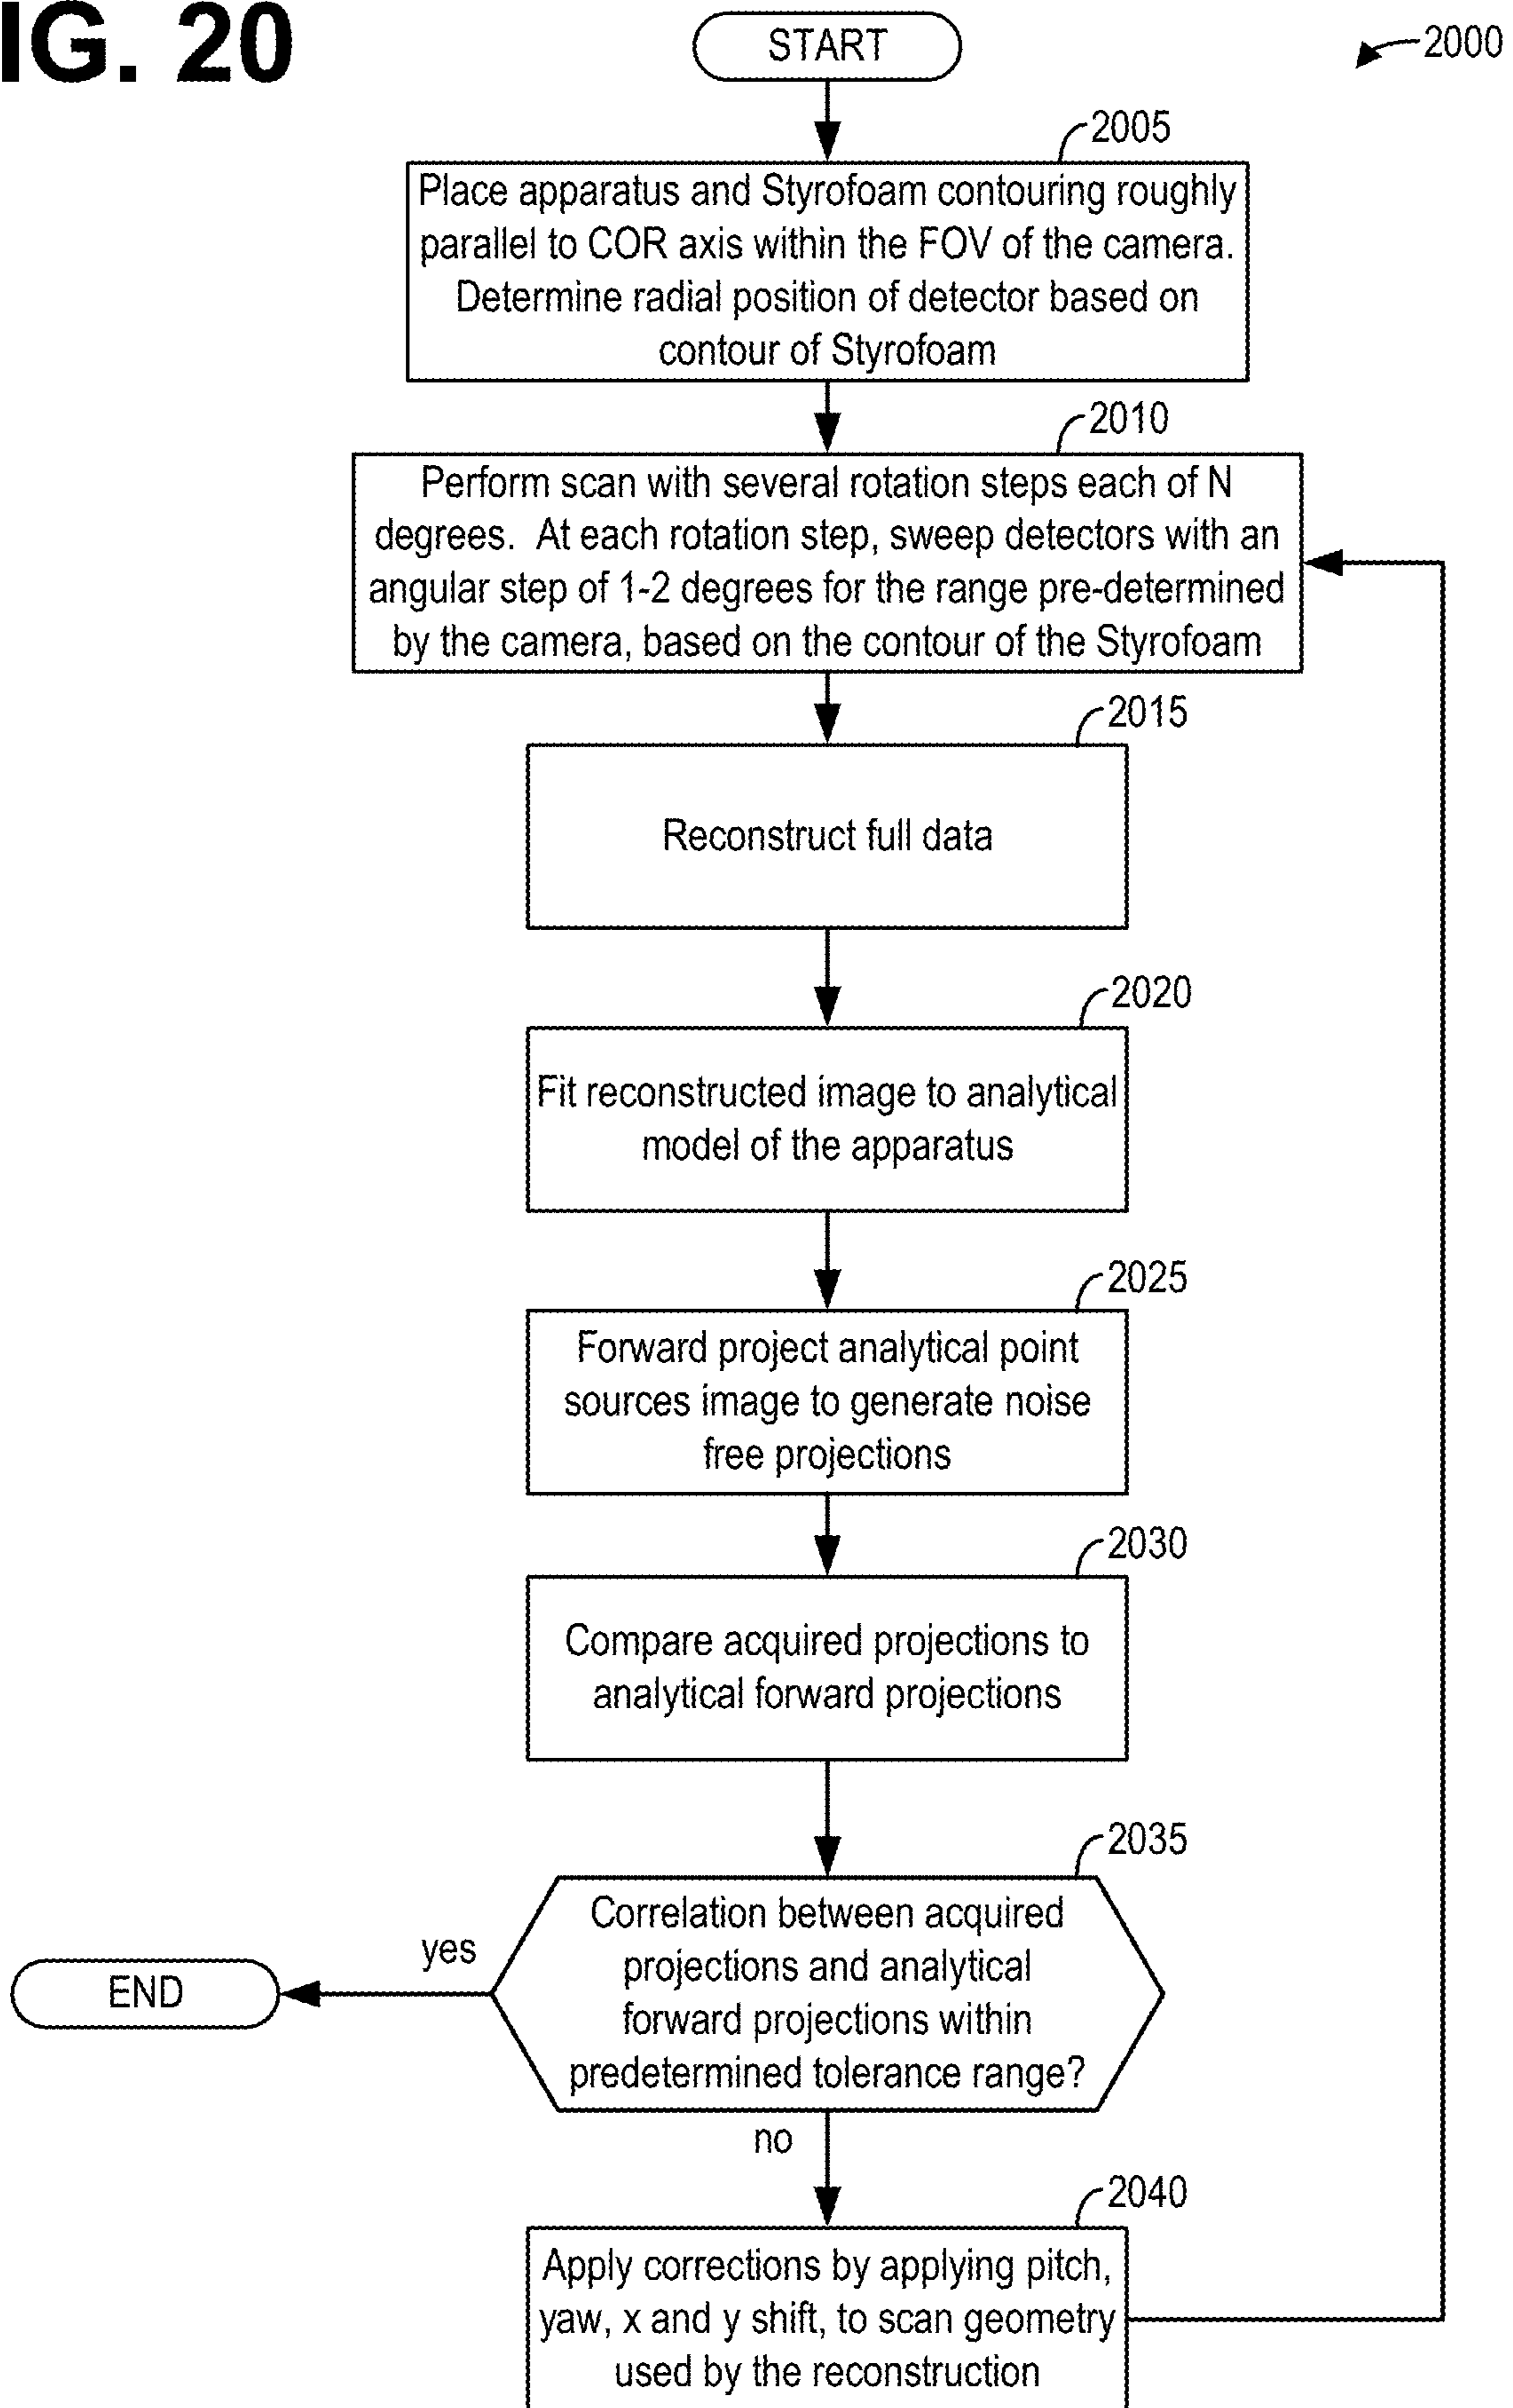 IG. 20
START
2000
2005
Place apparatus and Styrofoam contouring roughly
parallel to COR axis within the FOV of the camera.
Determine radial position of detector based on
contour of Styrofoam
2010
Perform scan with several rotation steps each of N
degrees. At each rotation step, sweep detectors with an
angular step of 1-2 degrees for the range pre-determined
by the camera, based on the contour of the Styrofoam
2015
Reconstruct full data
2020
Fit reconstructed image to analytical
model of the apparatus
2025
Forward project analytical point
sources image to generate noise
free projections
2030
Compare acquired projections to
analytical forward projections
2035
Correlation between acquired
projections and analytical
forward projections within
predetermined tolerance range?
yes
END
no
2040
Apply corrections by applying pitch,
yaw, x and y shift, to scan geometry
used by the reconstruction